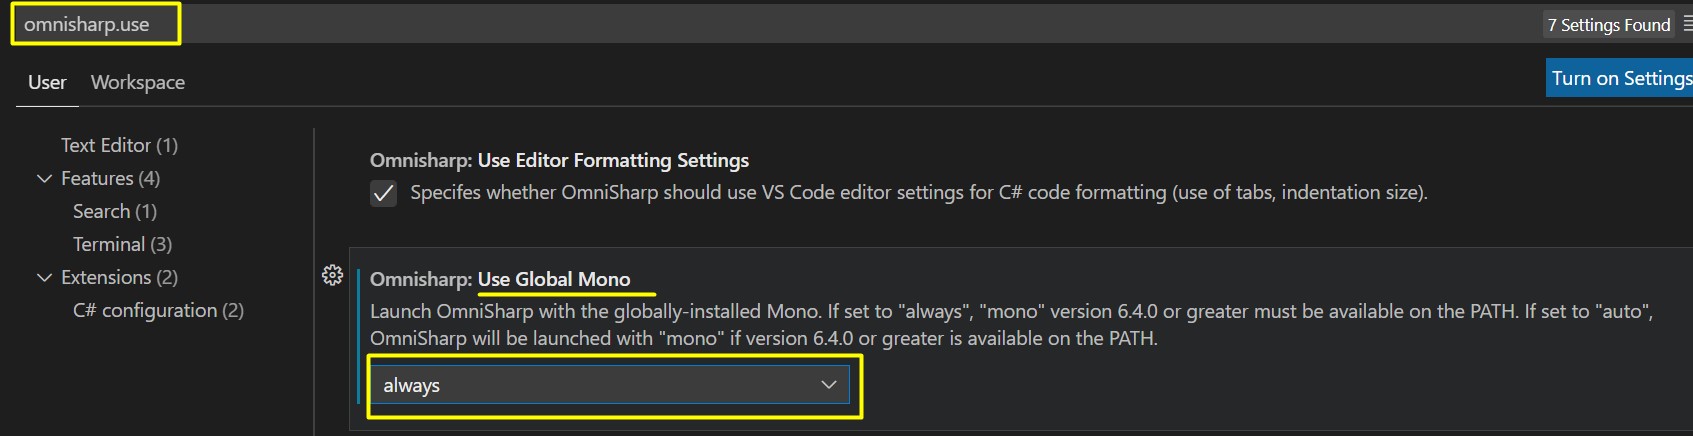 omnisharp.use
7 Settings Found
User
Workspace
Turn on Settings
Text Editor (1)
Features (4)
Search (1)
Terminal (3)
Extensions (2)
C# configuration (2)
Omnisharp: Use Editor Formatting Settings
Specifes whether OmniSharp should use VS Code editor settings for C# code formatting (use of tabs, indentation size).
Omnisharp: Use Global Mono
Launch OmniSharp with the globally-installed Mono. If set to "always", "mono" version 6.4.0 or greater must be available on the PATH. If set to "auto",
OmniSharp will be launched with "mono" if version 6.4.0 or greater is available on the PATH.
always